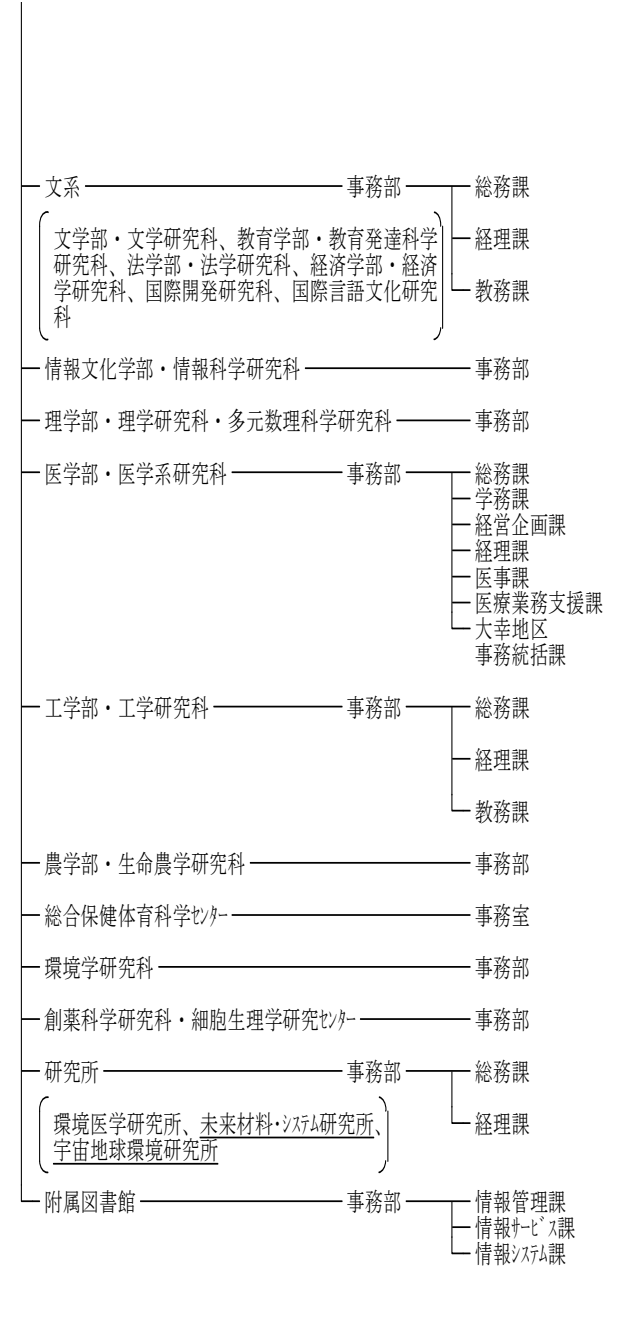 文系 事務部 総務課
文学部・文学研究科、教育学部・教育発達科学 経理課
研究科、法学部・法学研究科、経済学部・経済
学研究科、国際開発研究科、国際言語文化研究 教務課
科
情報文化学部・情報科学研究科 事務部
理学部・理学研究科・多元数理科学研究科 事務部
医学部・医学系研究科 事務部 総務課
学務課
経営企画課
経理課
医事課
医療業務支援課
大幸地区
事務統括課
工学部・工学研究科 事務部 総務課
経理課
教務課
農学部・生命農学研究科 事務部
総合保健体育科学ｾﾝﾀｰ 事務室
環境学研究科 事務部
創薬科学研究科・細胞生理学研究ｾﾝﾀｰ 事務部
研究所 事務部 総務課
環境医学研究所、未来材料・ｼｽﾃﾑ研究所、 経理課
宇宙地球環境研究所
附属図書館 事務部 情報管理課
情報ｻｰﾋﾞｽ課
情報ｼｽﾃﾑ課